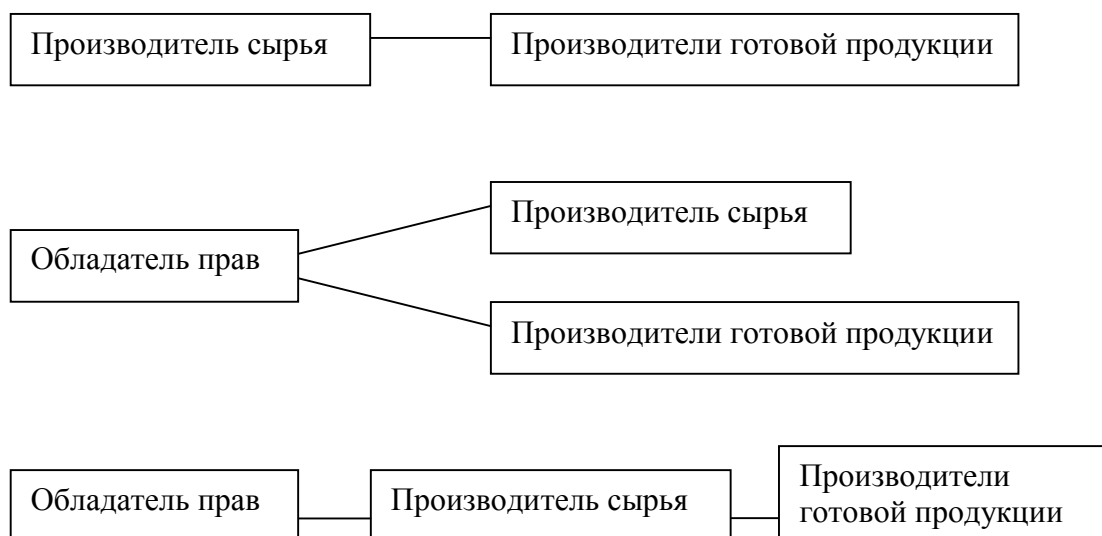 Производитель сырья
Производители готовой продукции
Производитель сырья
Обладатель прав
Производители готовой продукции
Обладатель прав
Производитель сырья
Производители
готовой продукции